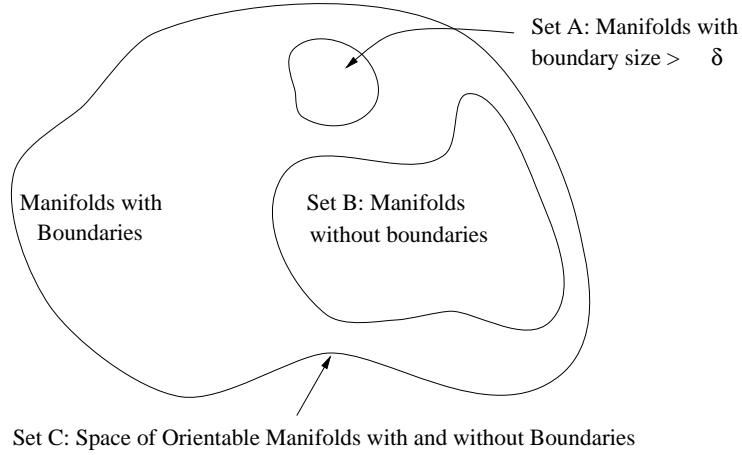 Set A: Manifolds with
boundary size > δ
Manifolds with
Boundaries
Set B: Manifolds
without boundaries
Set C: Space of Orientable Manifolds with and without Boundaries